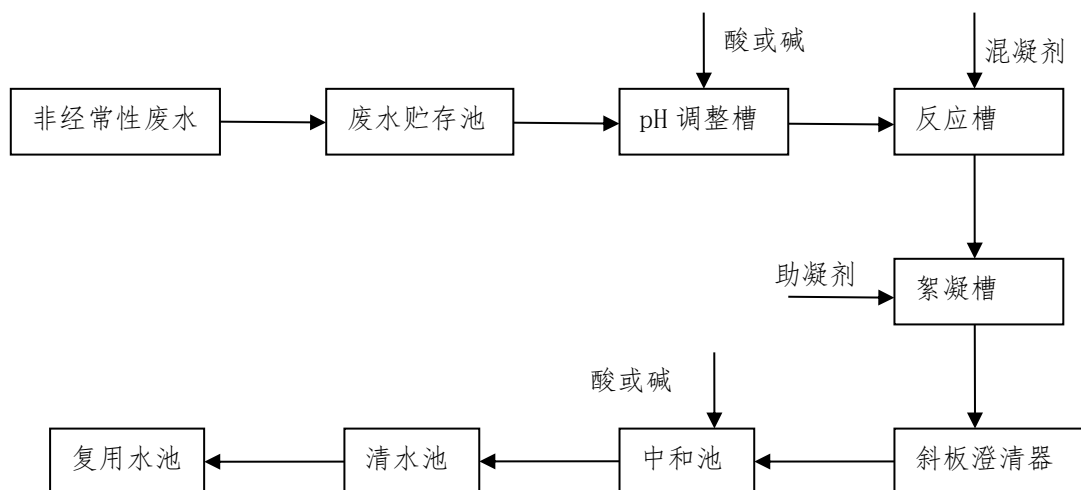 酸或碱
混凝剂
非经常性废水
废水贮存池
pH 调整槽
反应槽
助凝剂
絮凝槽
酸或碱
复用水池
清水池
中和池
斜板澄清器